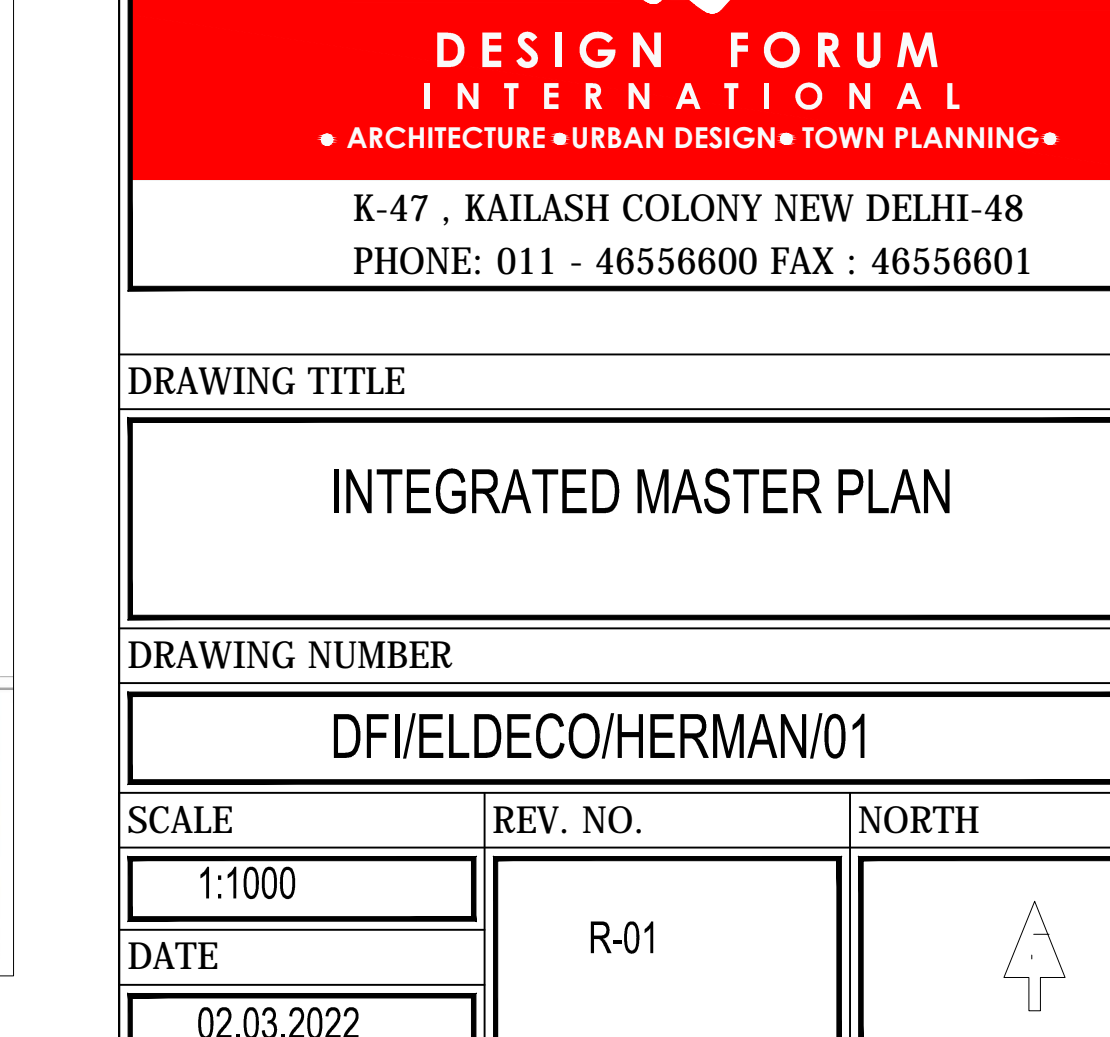 DESIGN FORUM
INTERNATIONAL
• ARCHITECTURE • URBAN DESIGN • TOWN PLANNING •
K-47 , KAILASH COLONY NEW DELHI-48
PHONE: 011 - 46556600 FAX : 46556601
DRAWING TITLE
INTEGRATED MASTER PLAN
DRAWING NUMBER
DFI/ELDECO/HERMAN/01
SCALE
REV. NO.
NORTH
1:1000
R-01
DATE
02.03.2022